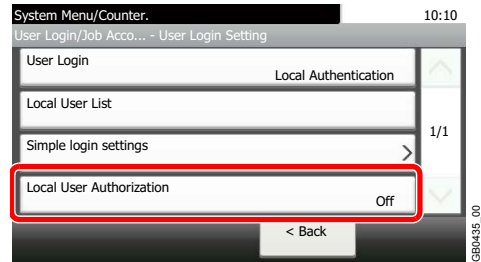 System Menu/Counter.
10:10
User Login/Job Acco... - User Login Setting
User Login
Local Authentication
Local User List
Simple login settings
>
1/1
Local User Authorization
Off
< Back
GB0435_00